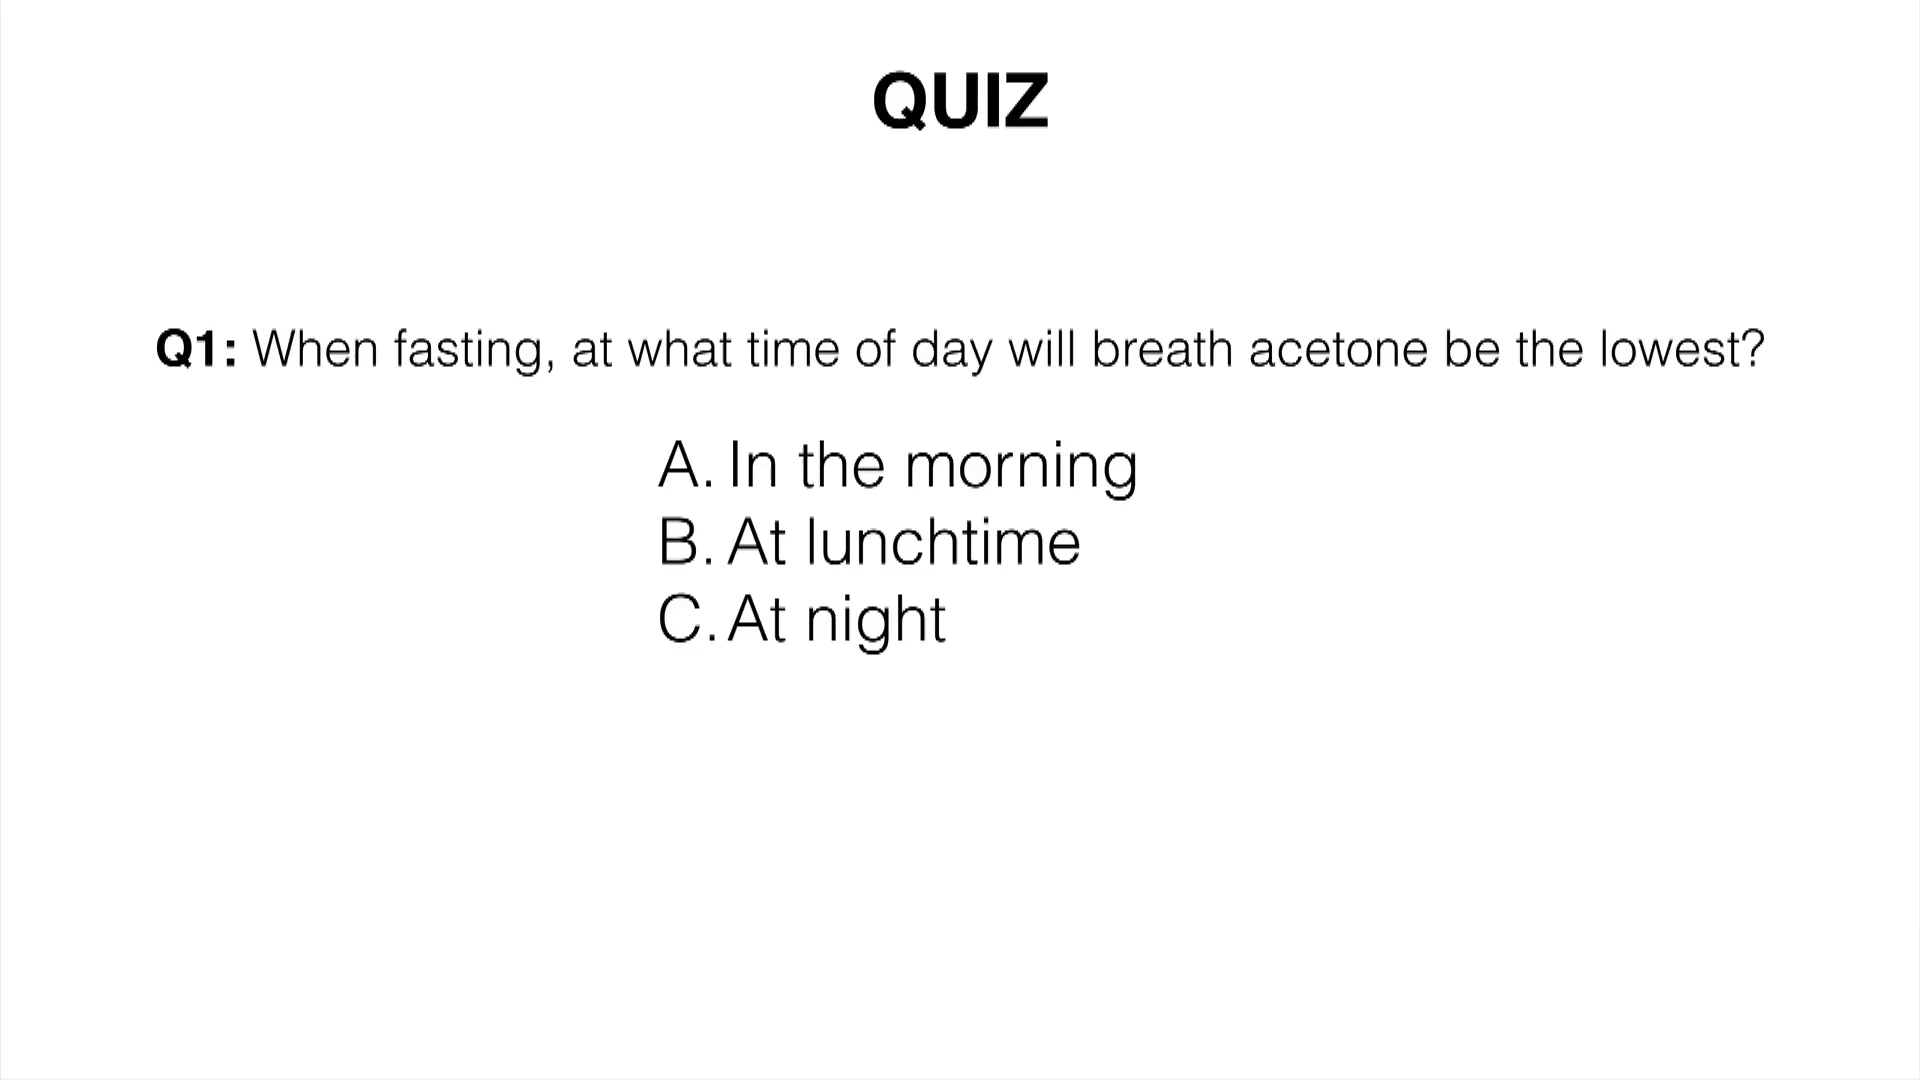 QUIZ
Q1: When fasting, at what time of day will breath acetone be the lowest?
A. In the morning
B. At lunchtime
C. At night